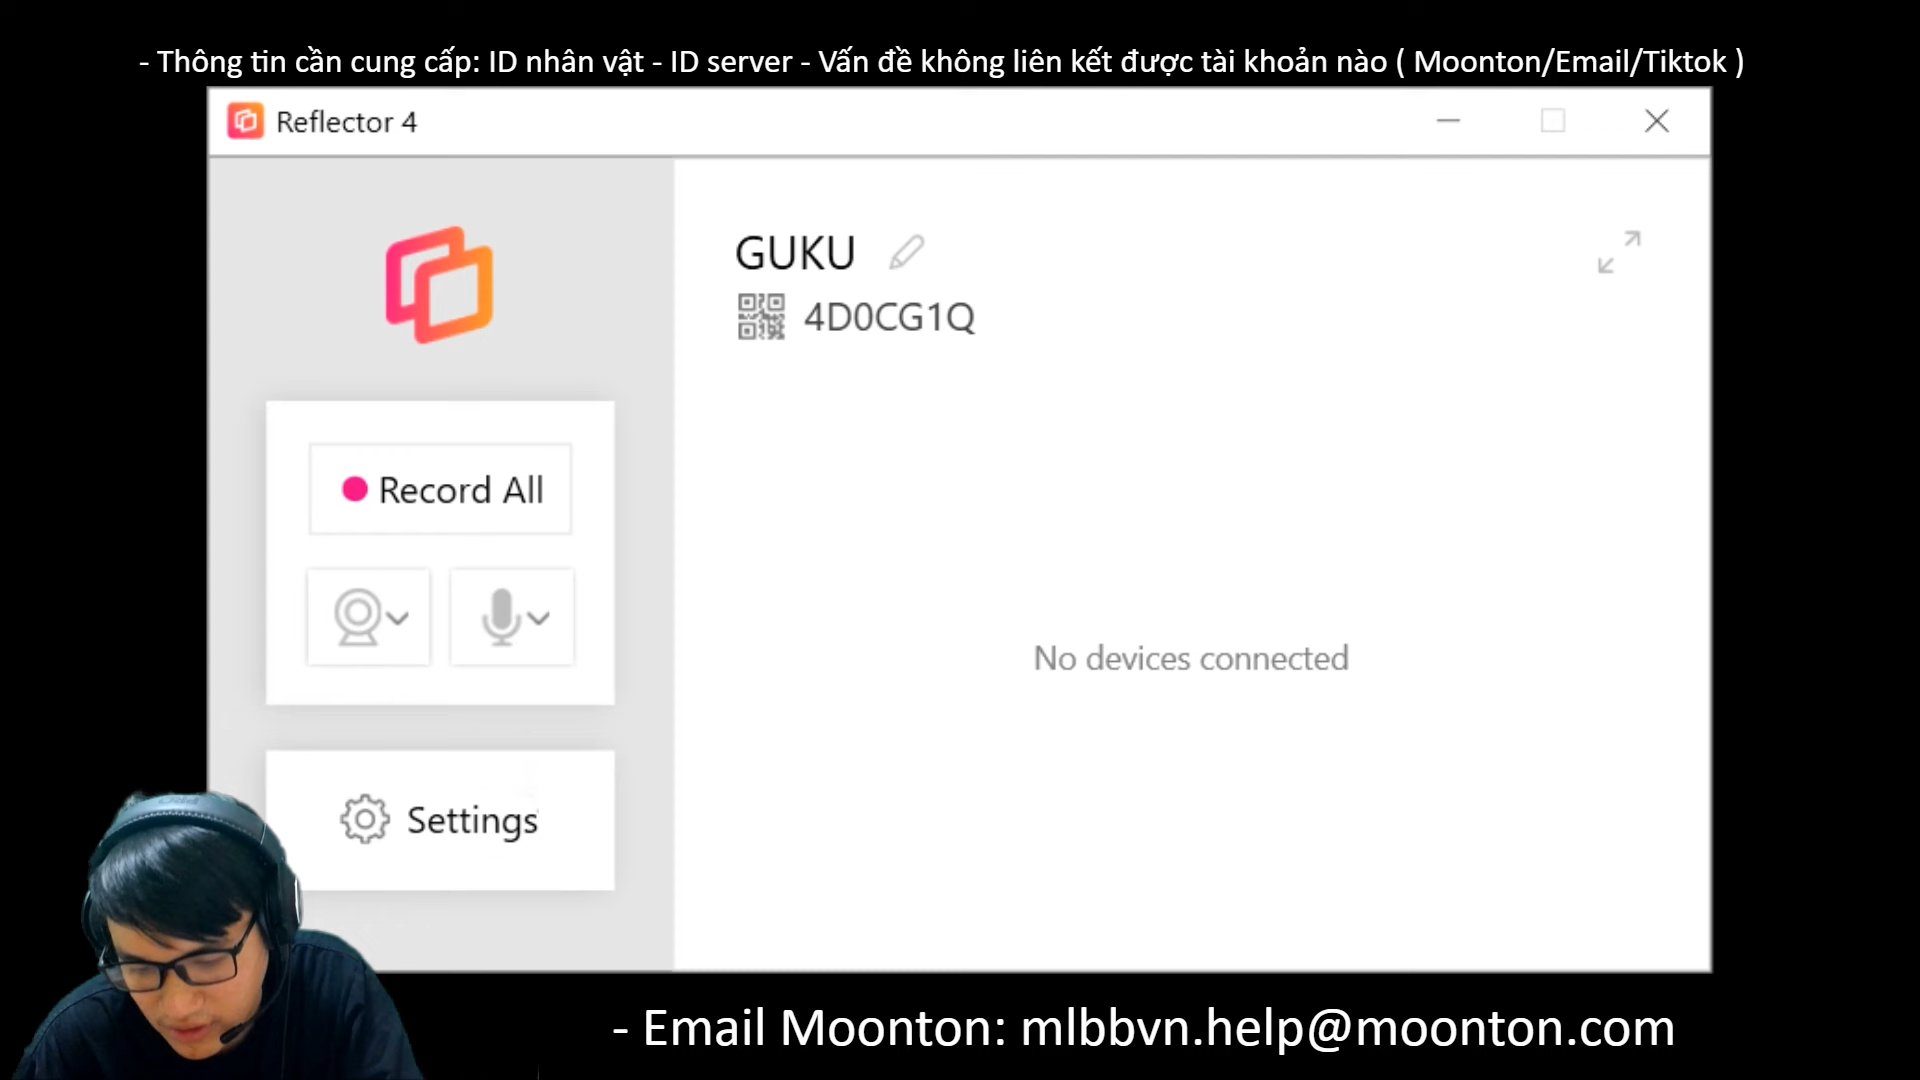 - Thông tin cần cung cấp: ID nhân vật - ID server - Vấn đề không liên kết được tài khoản nào ( Moonton/Email/Tiktok )
Reflector 4
GUKU
4D0CG1Q
Record All
No devices connected
Settings
PRO
- Email Moonton: mlbbvn.help@moonton.com